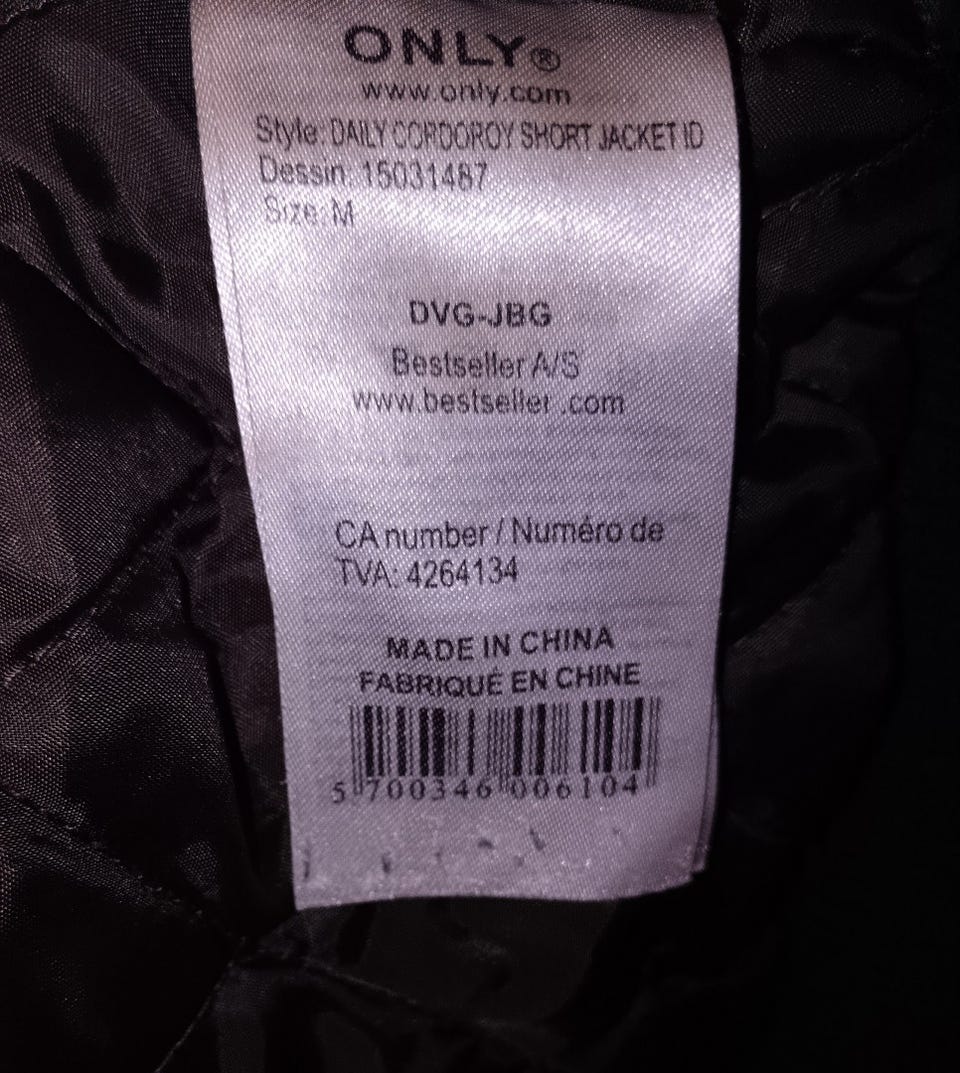 ONLY®
www.only.com
Style: DAILY CORDOROY SHORT JACKET ID
Dessin: 15031487
Size: M
DVG-JBG
Bestseller A/S
www.bestseller .com
CA number / Numéro de
TVA: 4264134
MADE IN CHINA
FABRIQUÉ EN CHINE
5 700346 006104